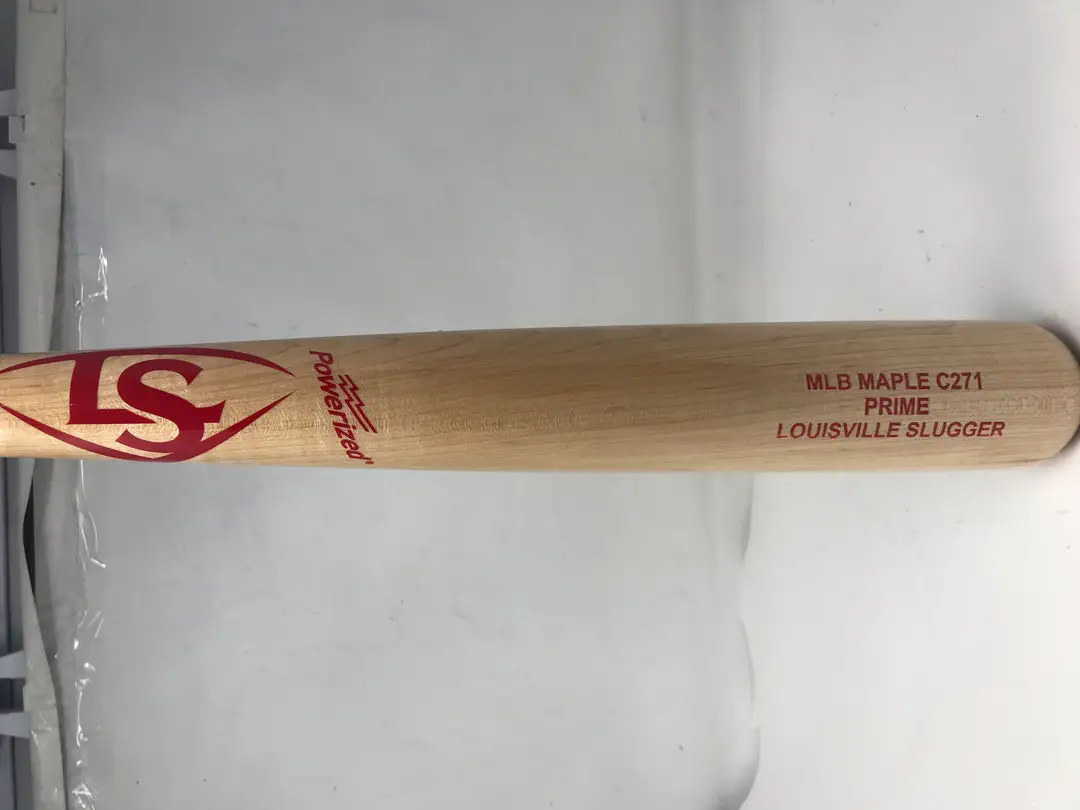 LS
Powerized®
MLB MAPLE C271
PRIME
LOUISVILLE SLUGGER